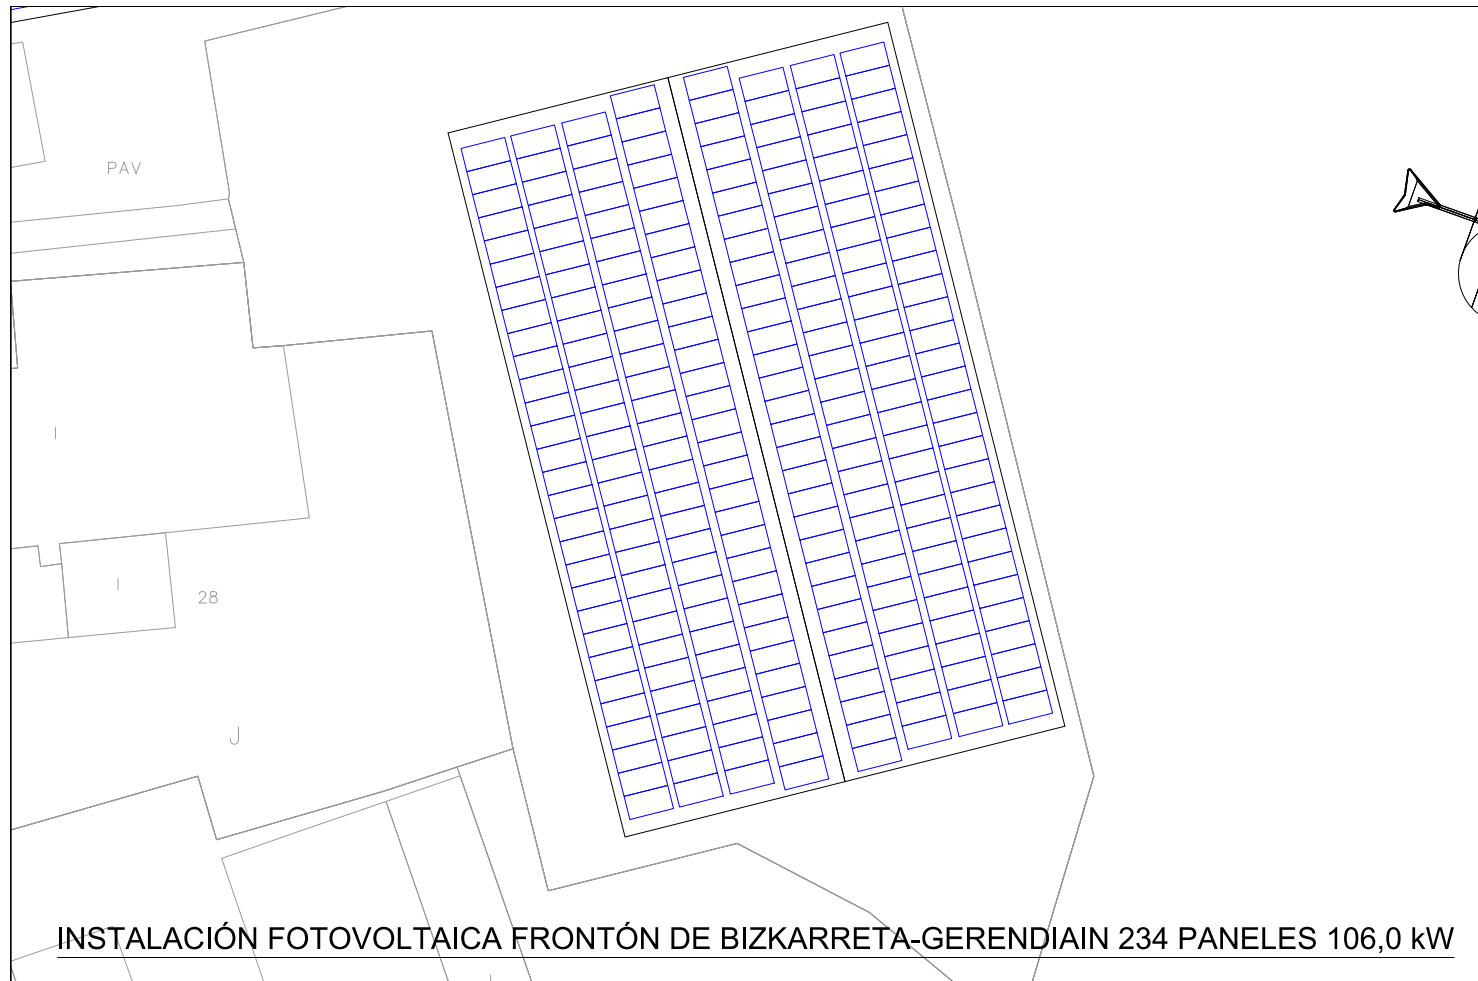 PAV
I
I
28
J
INSTALACIÓN FOTOVOLTAICA FRONTÓN DE BIZKARRETA-GERENDIAIN 234 PANELES 106,0 kW